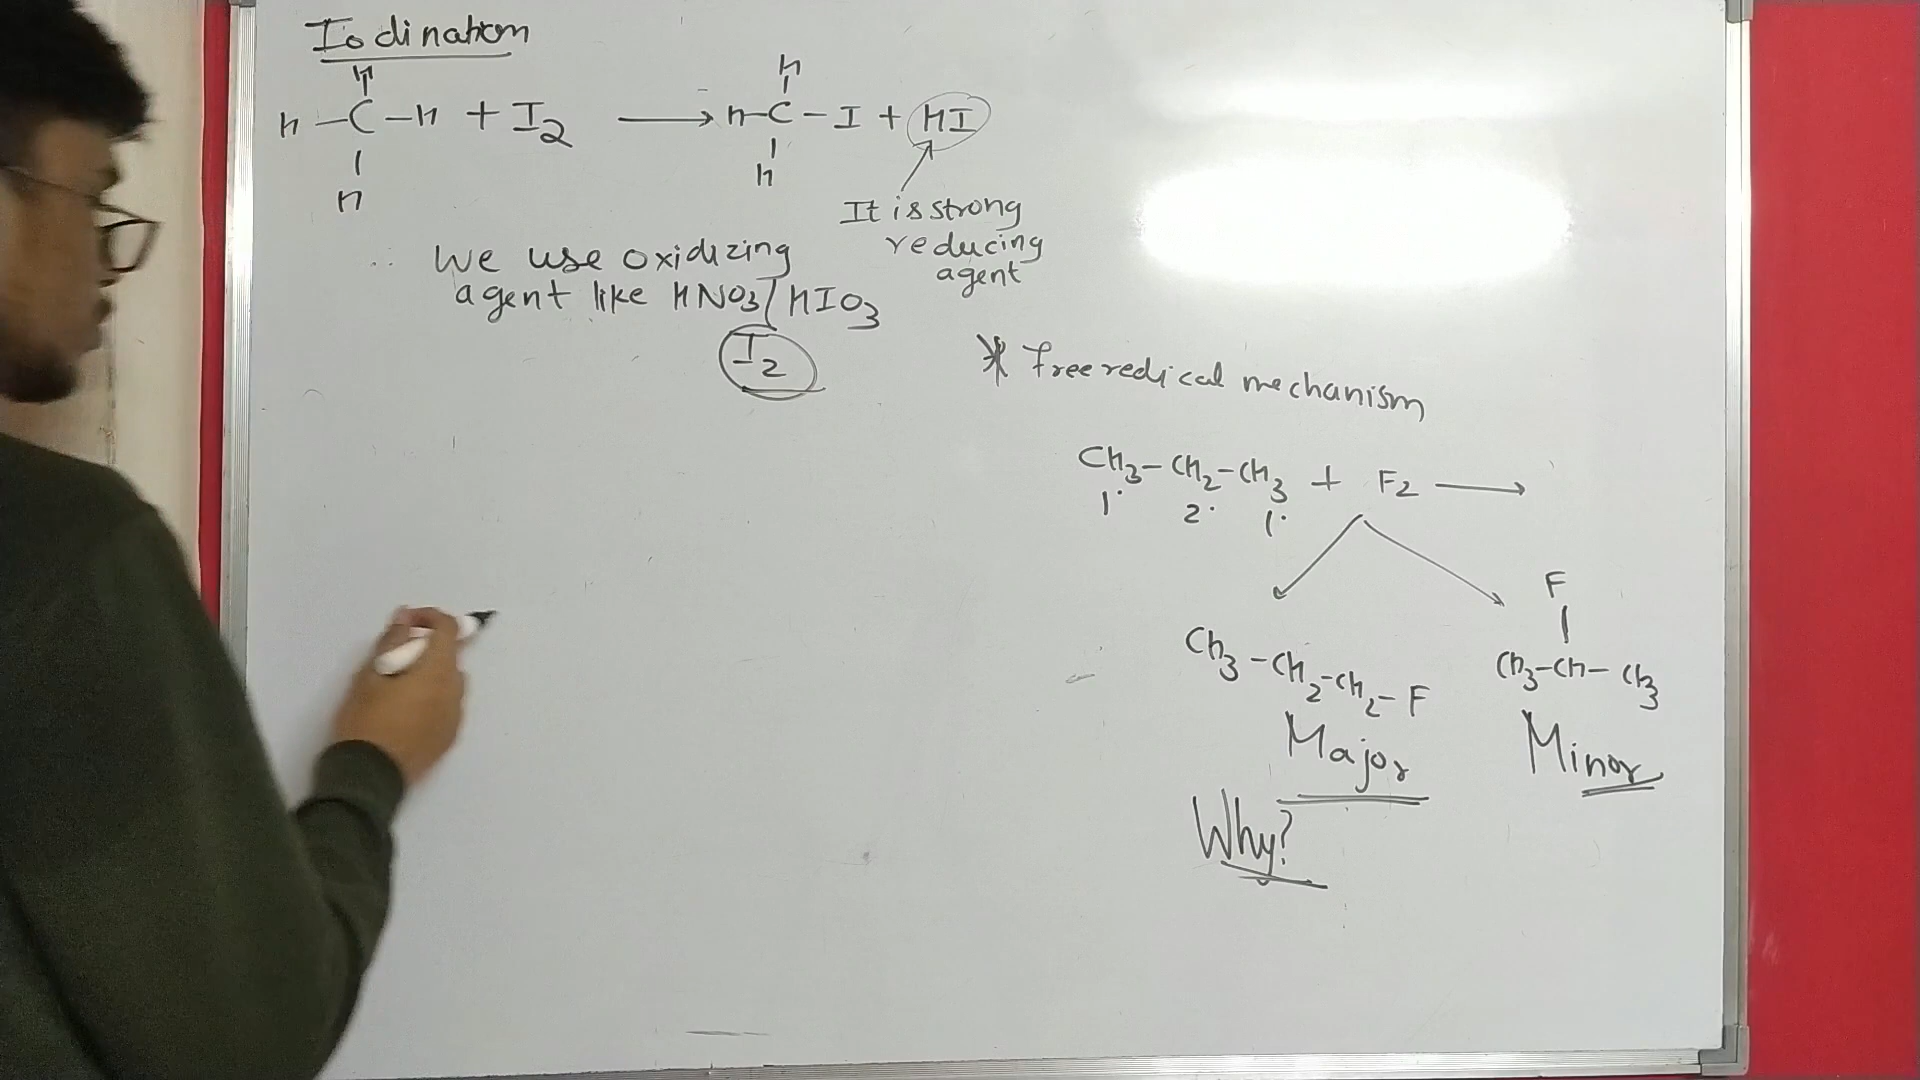 Iodination
H
H-C-H + I2 → H-C-I + HI
H
H
H
It is strong
reducing
agent
∴ We use oxidizing
agent like HNO3/HIO3
I2
* free redical mechanism
CH3-CH2-CH3 + F2 →
1° 2° 1°
F
CH3-CH2-CH2-F
CH3-CH-CH3
Major
Minor
Why?